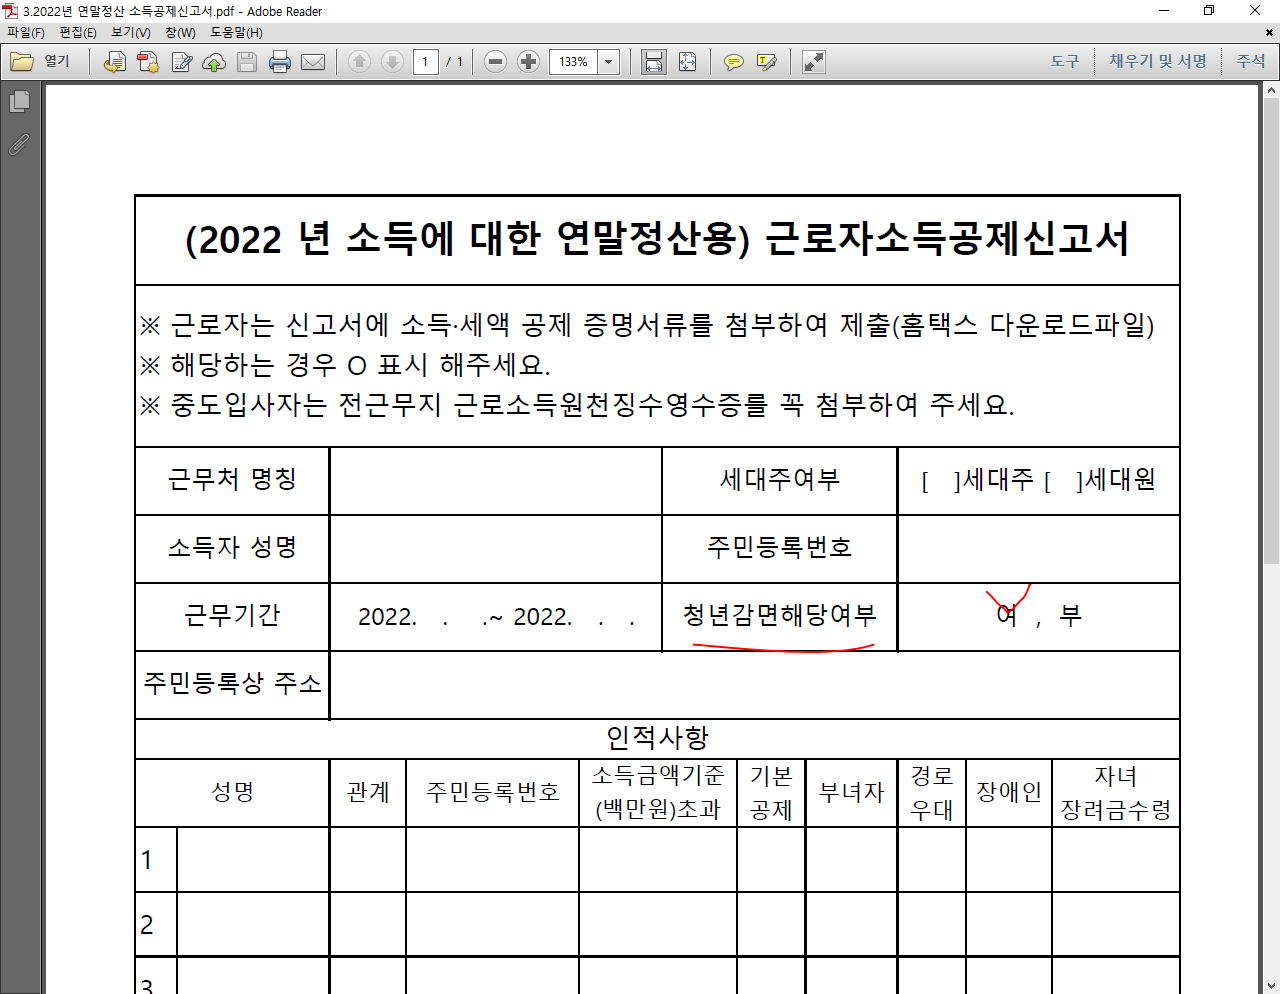 3.2022년 연말정산 소득공제신고서.pdf - Adobe Reader
파일(F) 편집(E) 보기(V) 창(W) 도움말(H)
열기 1 / 1 133% 도구 채우기 및 서명 주석
(2022 년 소득에 대한 연말정산용) 근로자소득공제신고서
※ 근로자는 신고서에 소득·세액 공제 증명서류를 첨부하여 제출(홈택스 다운로드파일)
※ 해당하는 경우 O 표시 해주세요.
※ 중도입사자는 전근무지 근로소득원천징수영수증를 꼭 첨부하여 주세요.
근무처 명칭 세대주여부 [ ]세대주 [ ]세대원
소득자 성명 주민등록번호
근무기간 2022. . .~ 2022. . . 청년감면해당여부 여 , 부
주민등록상 주소
인적사항
성명 관계 주민등록번호 소득금액기준 (백만원)초과 기본 공제 부녀자 경로 우대 장애인 자녀 장려금수령
1
2
3